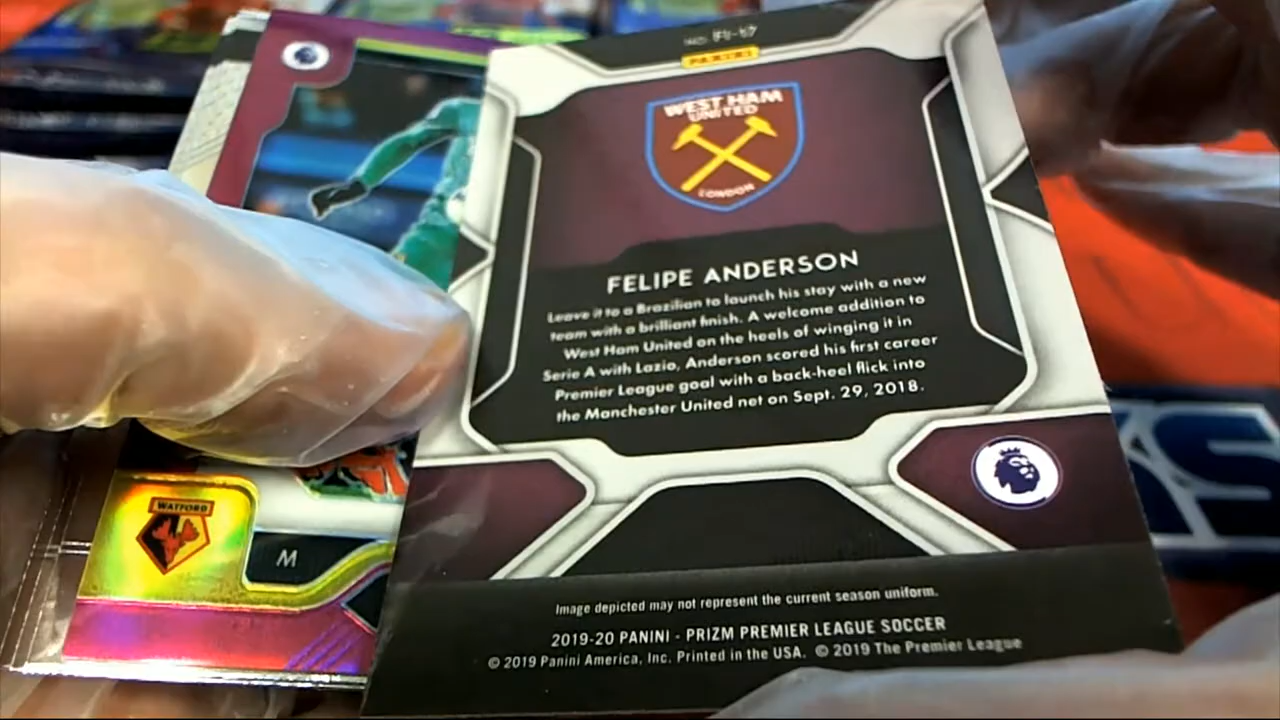 PANINI
WEST HAM
UNITED
LONDON
FELIPE ANDERSON
Leave it to a Brazilian to launch his stay with a new
team with a brilliant finish. A welcome addition to
West Ham United on the heels of winging it in
Serie A with Lazio, Anderson scored his first career
Premier League goal with a back-heel flick into
the Manchester United net on Sept. 29, 2018.
WATFORD
M
Image depicted may not represent the current season uniform.
2019-20 PANINI - PRIZM PREMIER LEAGUE SOCCER
© 2019 Panini America, Inc. Printed in the USA. © 2019 The Premier League